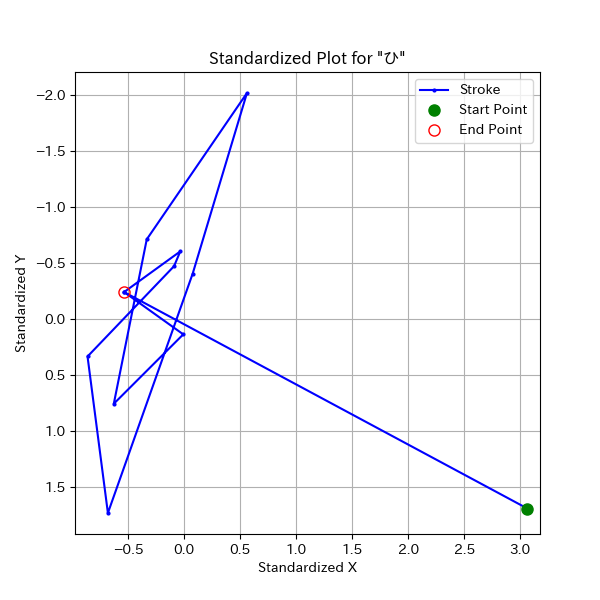 Standardized Plot for "ひ"
Stroke
Start Point
End Point
−2.0
−1.5
−1.0
−0.5
0.0
0.5
1.0
1.5
Standardized Y
−0.5 0.0 0.5 1.0 1.5 2.0 2.5 3.0
Standardized X